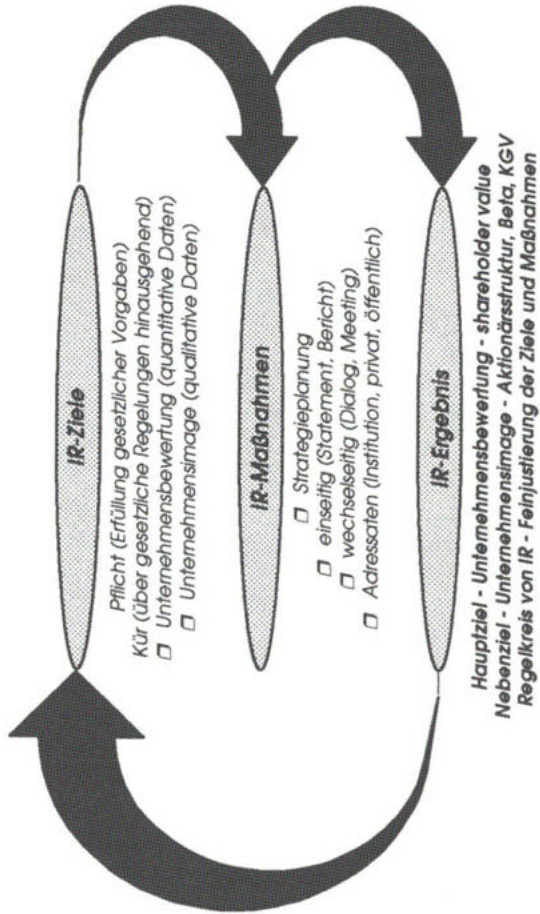 IR-Ziele
Pflicht (Erfüllung gesetzlicher Vorgaben)
Kür (über gesetzliche Regelungen hinausgehend)
❐ Unternehmensbewertung (quantitative Daten)
❐ Unternehmensimage (qualitative Daten)
IR-Maßnahmen
❐ Strategieplanung
❐ einseitig (Statement, Bericht)
❐ wechselseitig (Dialog, Meeting)
❐ Adressaten (Institution, privat, öffentlich)
IR-Ergebnis
Hauptziel - Unternehmensbewertung - shareholder value
Nebenziel - Unternehmensimage - Aktionärsstruktur, Beta, KGV
Regelkreis von IR - Feinjustierung der Ziele und Maßnahmen